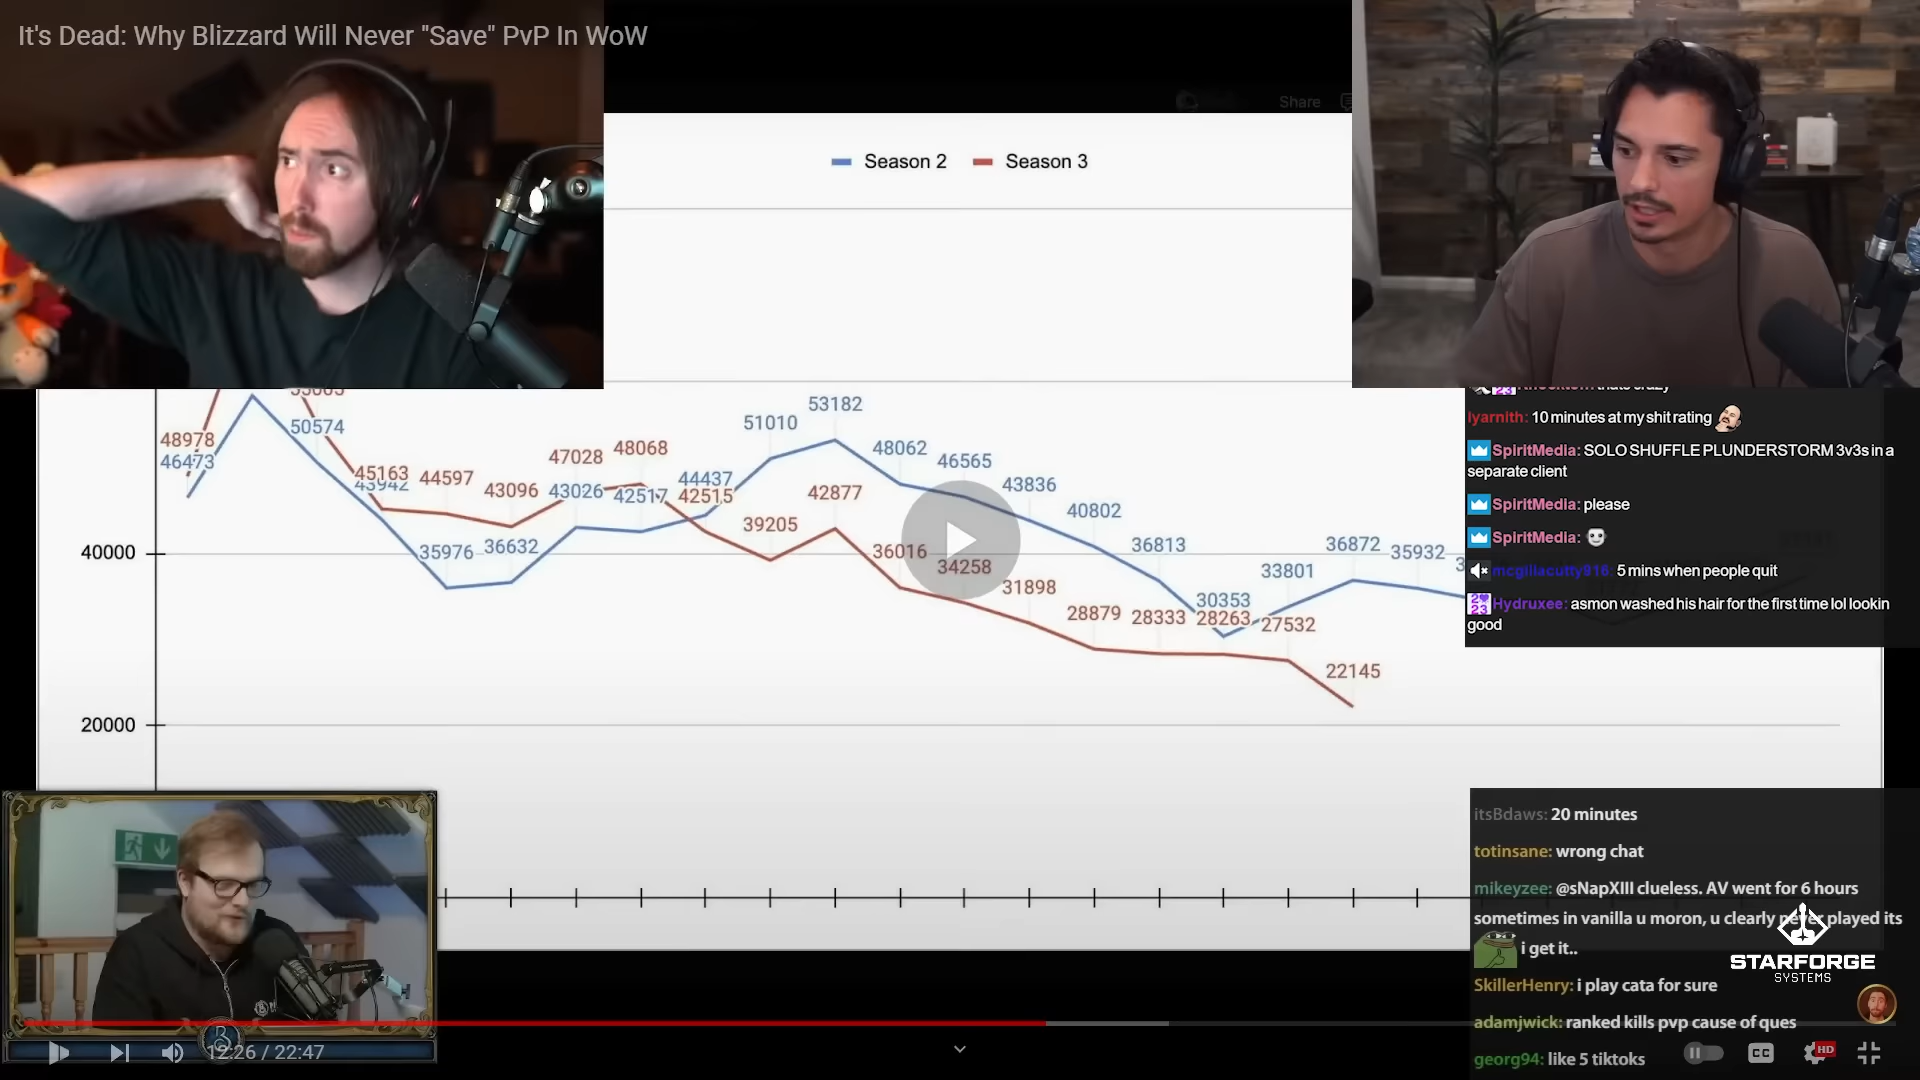 It's Dead: Why Blizzard Will Never "Save" PvP In WoW
Share
Season 2
Season 3
48978
46473
50574
45163
43942
44597
43096
47028
48068
35976
36632
43026
42517
44437
42515
51010
53182
39205
42877
48062
46565
43836
40802
36813
36016
34258
31898
28879
28333
30353
28263
33801
27532
36872
35932
22145
40000
20000
thats crazy
lyarnith: 10 minutes at my shit rating
SpiritMedia: SOLO SHUFFLE PLUNDERSTORM 3v3s in a
separate client
SpiritMedia: please
SpiritMedia:
mcgillacutty916: 5 mins when people quit
Hydruxee: asmon washed his hair for the first time lol lookin
good
itsBdaws: 20 minutes
totinsane: wrong chat
mikeyzee: @sNapXIII clueless. AV went for 6 hours
sometimes in vanilla u moron, u clearly never played its
i get it..
STARFORGE
SYSTEMS
SkillerHenry: i play cata for sure
adamjwick: ranked kills pvp cause of ques
georg94: like 5 tiktoks
12:26 / 22:47
CC
HD